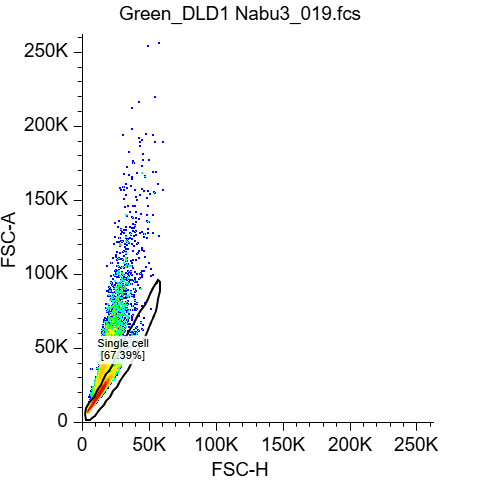 Green_DLD1 Nabu3_019.fcs
250K
200K
150K
100K
50K
0
FSC-A
Single cell
[67.39%]
0 50K 100K 150K 200K 250K
FSC-H